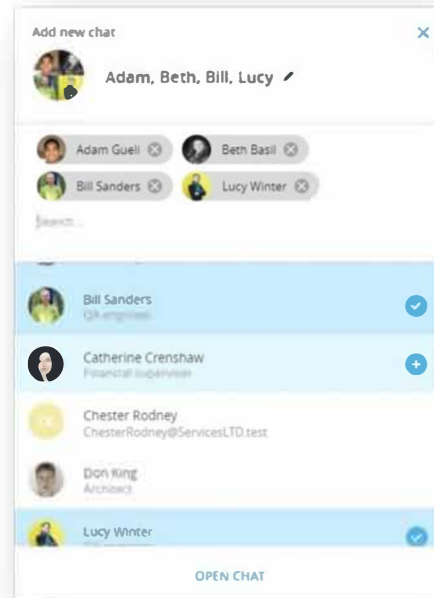 Add new chat
Adam, Beth, Bill, Lucy
Adam Gueli Beth Basil
Bill Sanders Lucy Winter
Search...
Bill Sanders
QA engineer
Catherine Crenshaw
Financial supervisor
Chester Rodney
ChesterRodney@ServicesLTD.test
Don King
Architect
Lucy Winter
OPEN CHAT